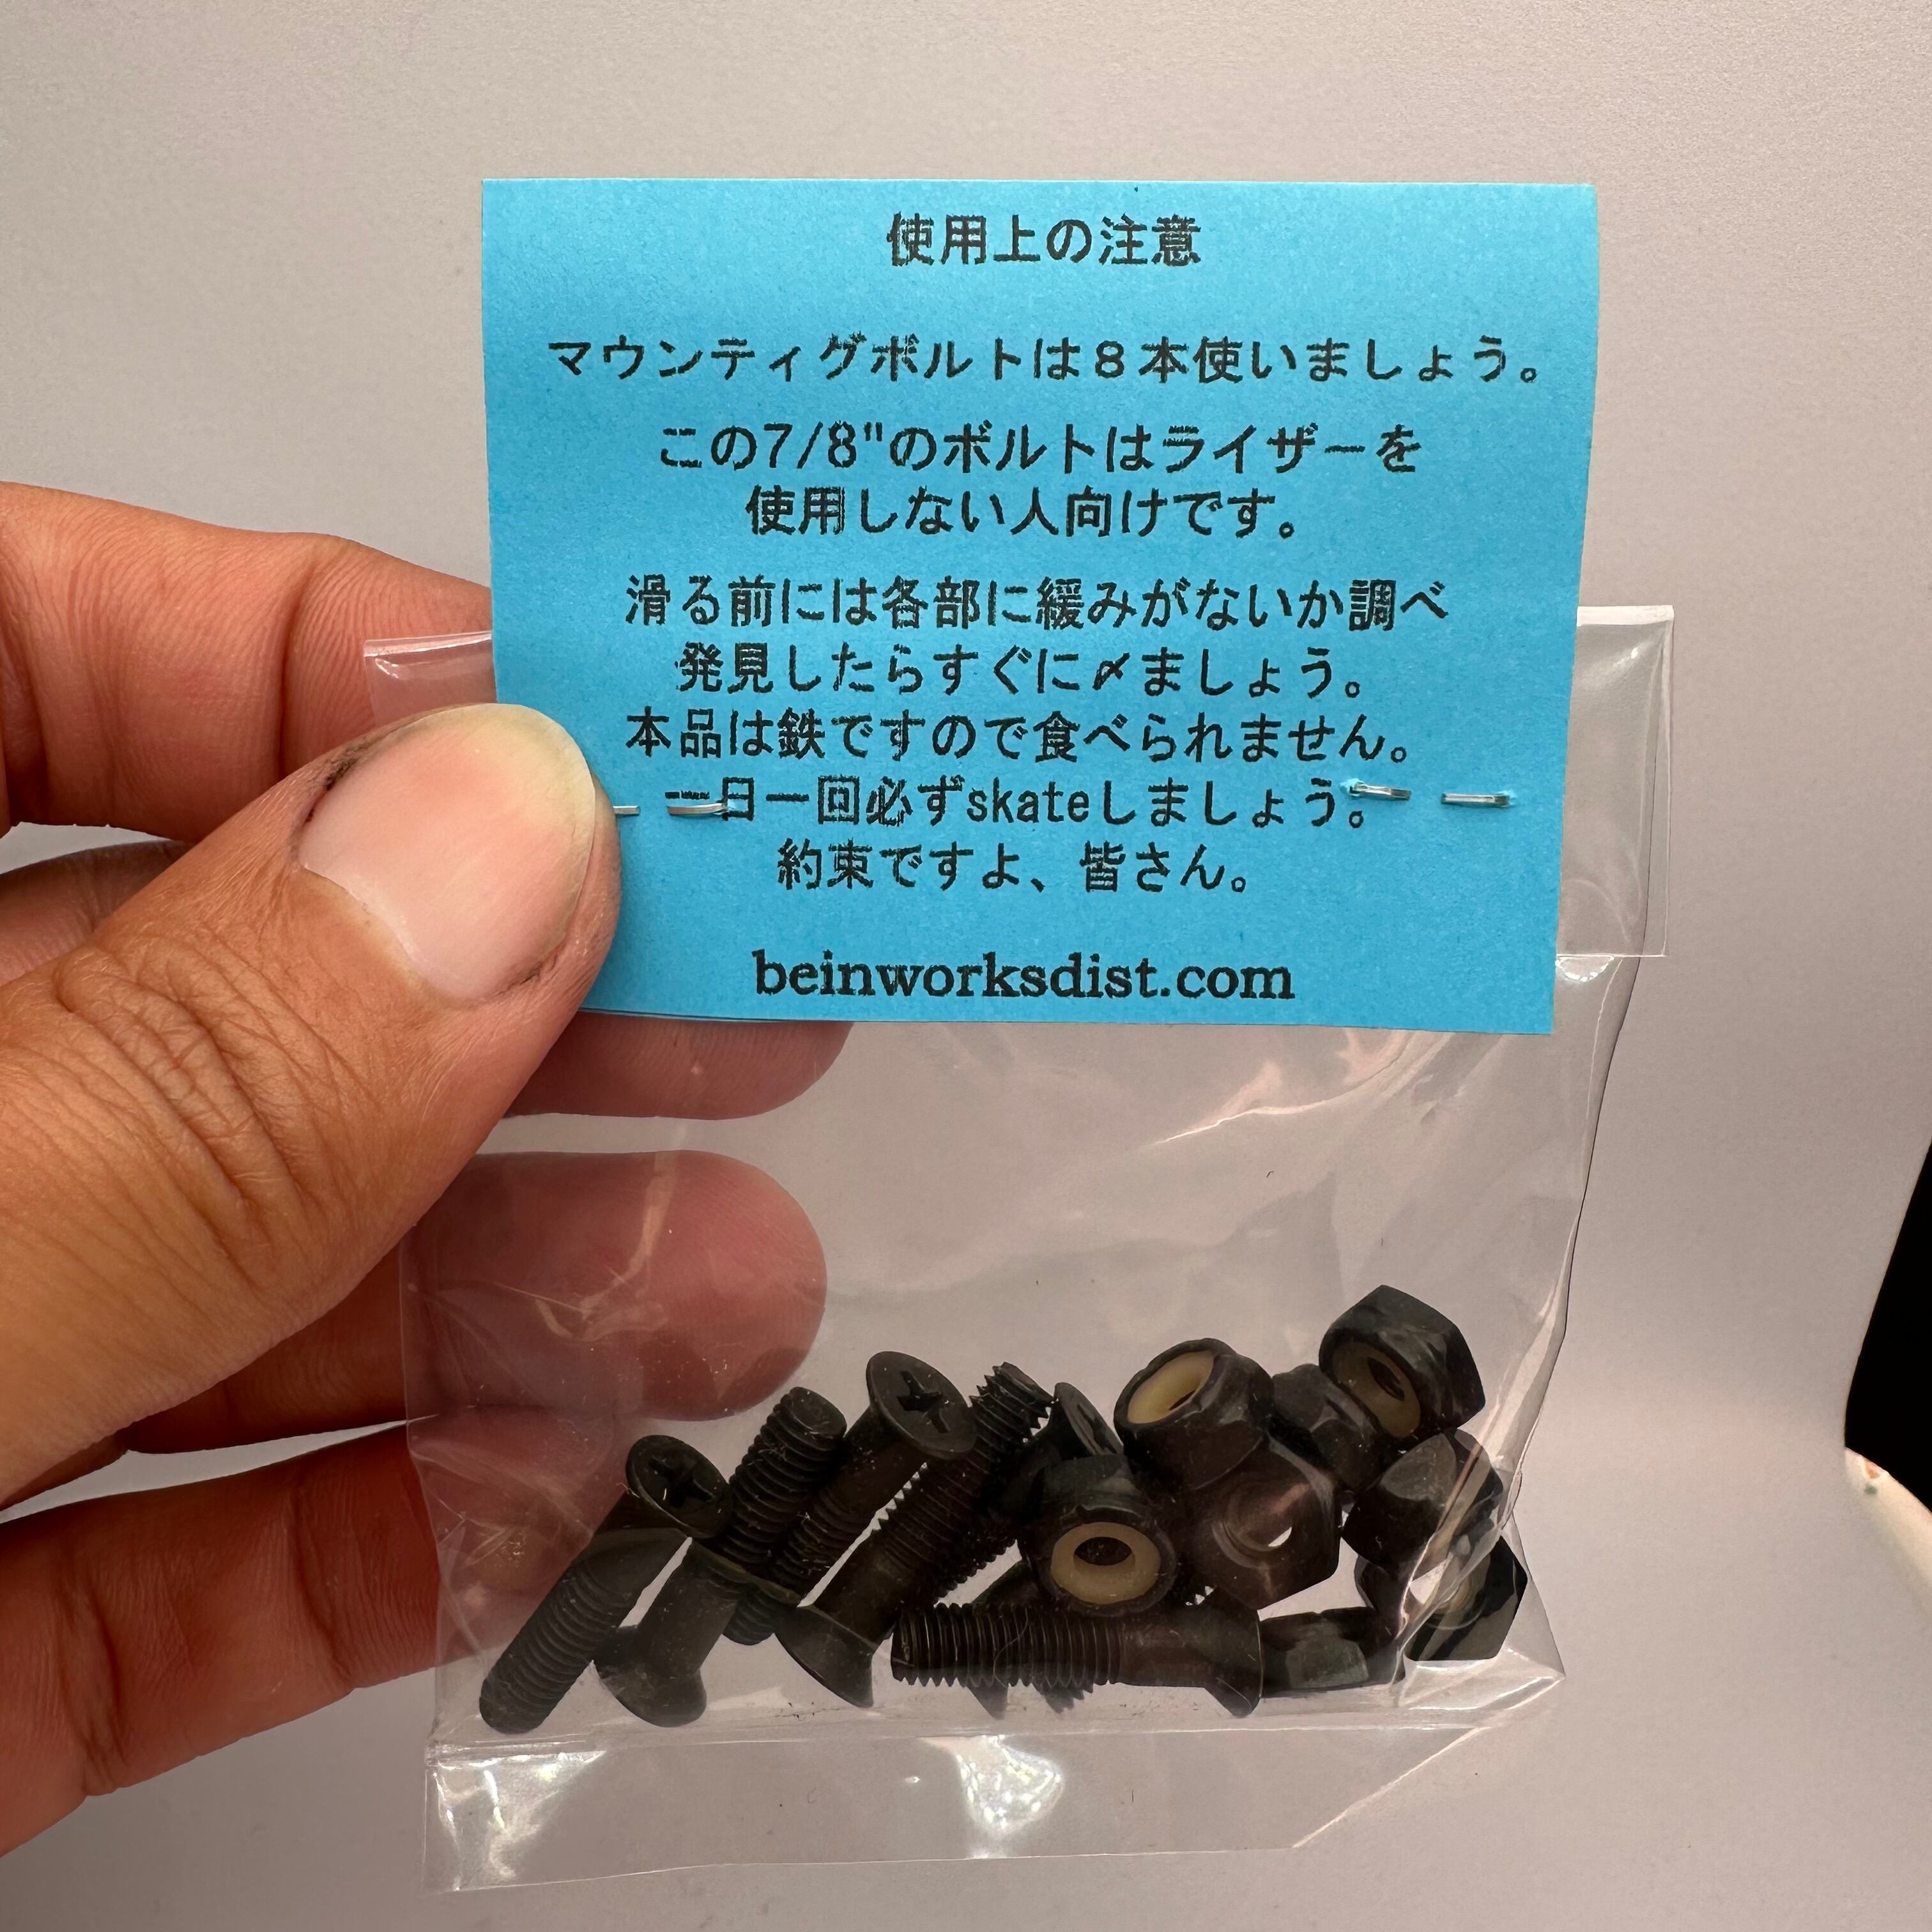 使用上の注意
マウンティグボルトは８本使いましょう。
この7/8"のボルトはライザーを
使用しない人向けです。
滑る前には各部に緩みがないか調べ
発見したらすぐに〆ましょう。
本品は鉄ですので食べられません。
一日一回必ずskateしましょう。
約束ですよ、皆さん。
beinworksdist.com